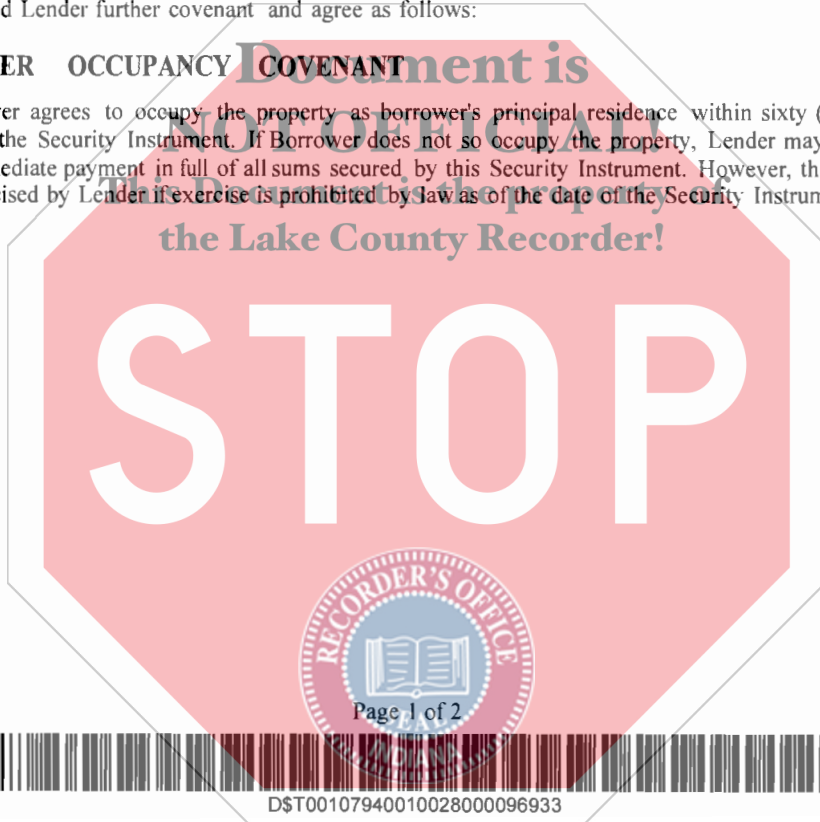 d Lender further covenant and agree as follows:
ER OCCUPANCY COVENANT
Document is
er agrees to occupy the property as borrower's principal residence within sixty (
NOT OFFICIAL!
the Security Instrument. If Borrower does not so occupy the property, Lender may
ediate payment in full of all sums secured by this Security Instrument. However, th
This Document is the property of
ised by Lender if exercise is prohibited by law as of the date of the Security Instrum
the Lake County Recorder!
STOP
RECORDER'S OFFICE
Page 1 of 2
SEAL
INDIANA
D$T00107940010028000096933